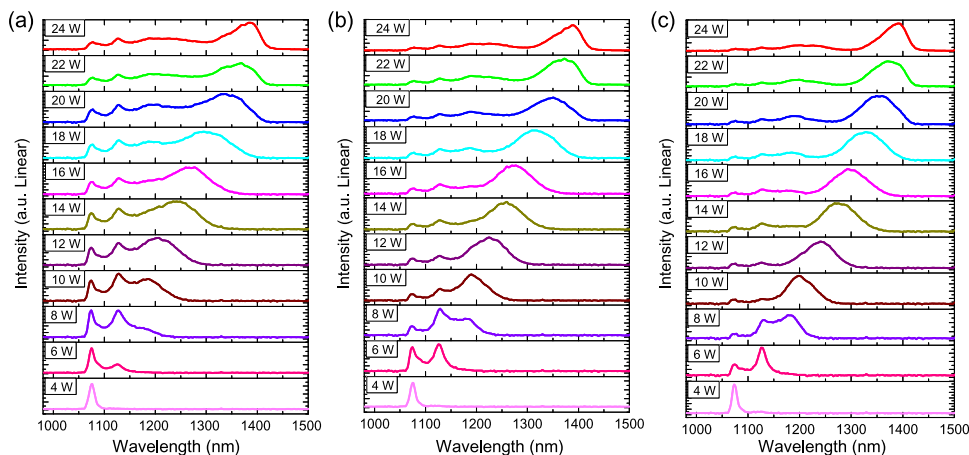 (a)
Intensity (a.u. Linear)
24 W
22 W
20 W
18 W
16 W
14 W
12 W
10 W
8 W
6 W
4 W
1000 1100 1200 1300 1400 1500
Wavelength (nm)
(b)
Intensity (a.u. Linear)
24 W
22 W
20 W
18 W
16 W
14 W
12 W
10 W
8 W
6 W
4 W
1000 1100 1200 1300 1400 1500
Wavelength (nm)
(c)
Intensity (a.u. Linear)
24 W
22 W
20 W
18 W
16 W
14 W
12 W
10 W
8 W
6 W
4 W
1000 1100 1200 1300 1400 1500
Wavelength (nm)